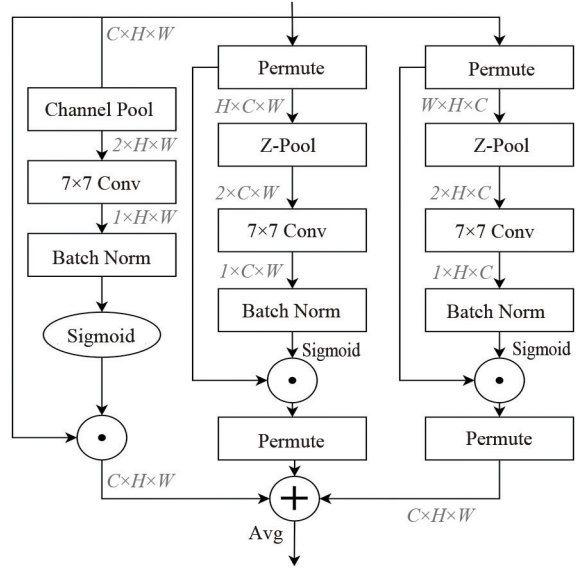 C×H×W
Channel Pool
2×H×W
7×7 Conv
1×H×W
Batch Norm
Sigmoid
C×H×W
Permute
H×C×W
Z-Pool
2×C×W
7×7 Conv
1×C×W
Batch Norm
Sigmoid
Permute
Avg
Permute
W×H×C
Z-Pool
2×H×C
7×7 Conv
1×H×C
Batch Norm
Sigmoid
Permute
C×H×W